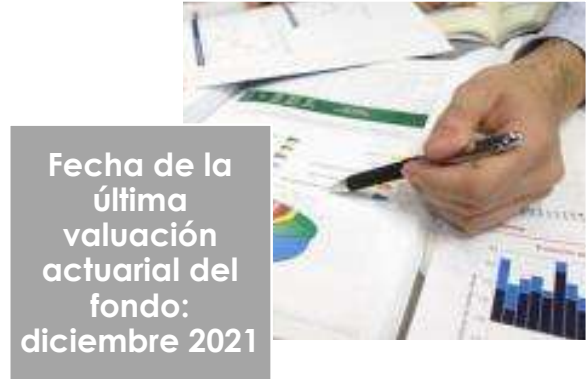 Fecha de la
última
valuación
actuarial del
fondo:
diciembre 2021